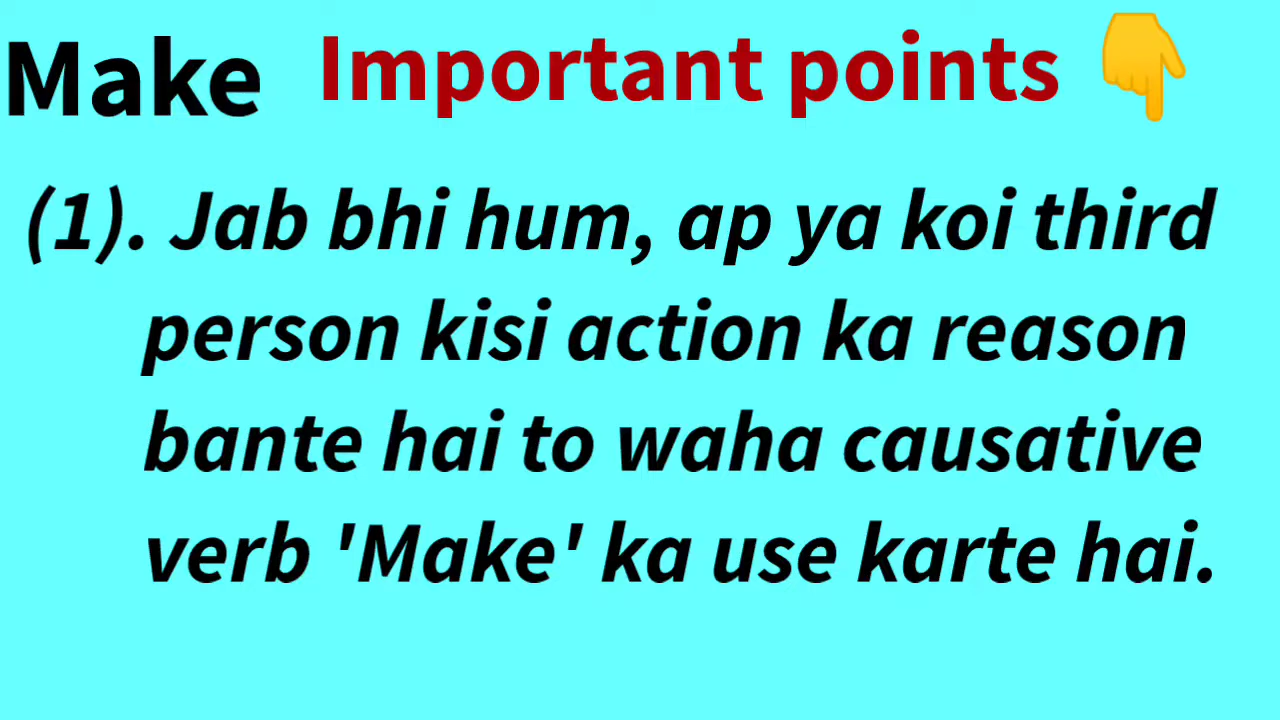 Make Important points 👇
(1). Jab bhi hum, ap ya koi third
person kisi action ka reason
bante hai to waha causative
verb 'Make' ka use karte hai.